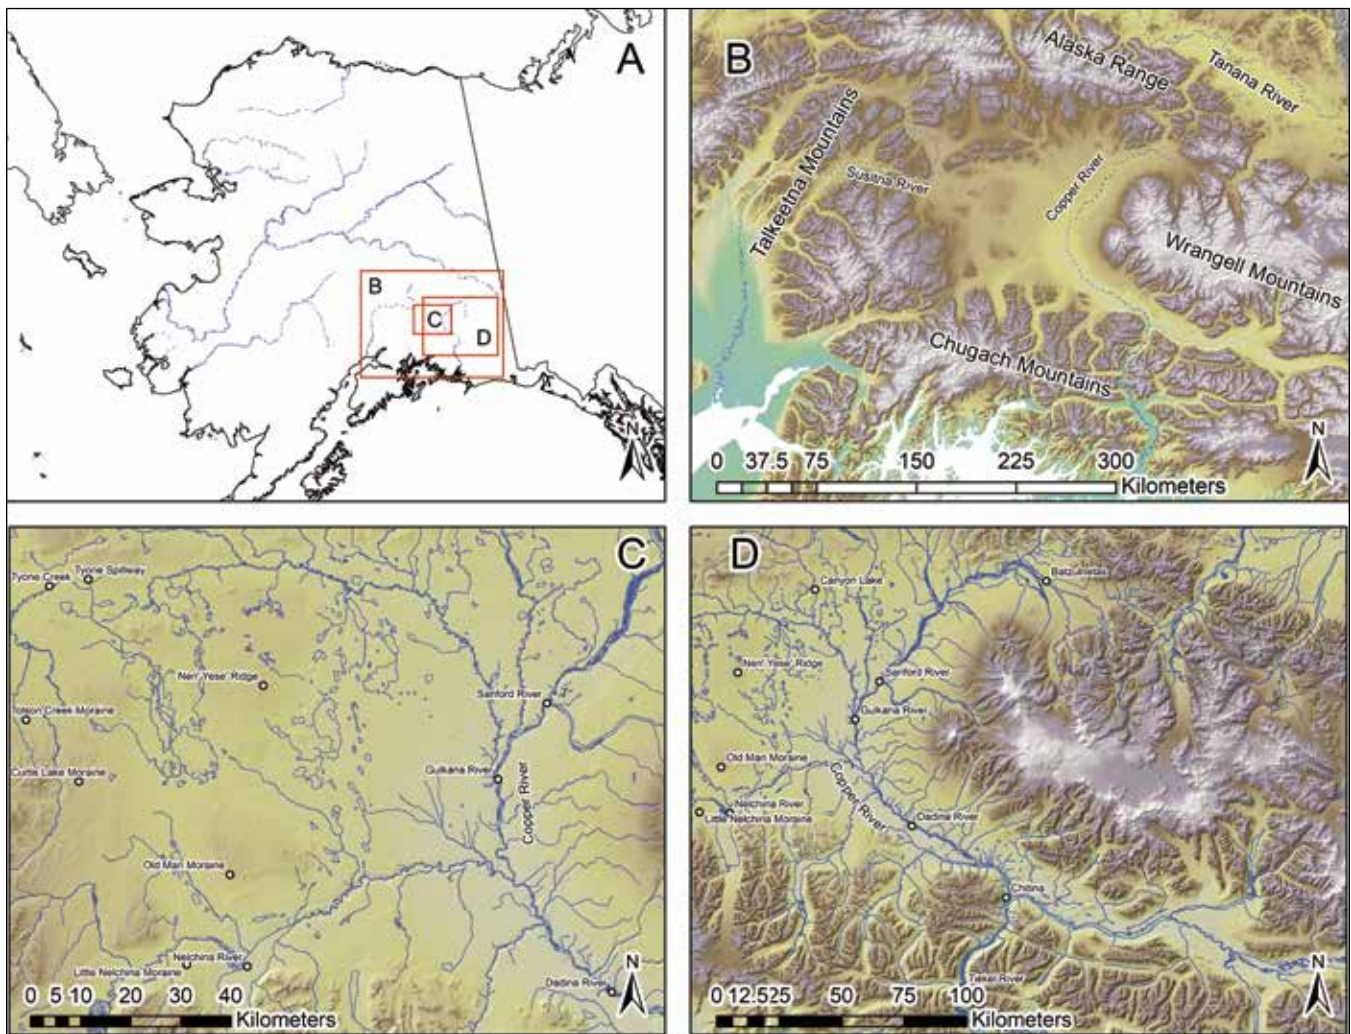 A
B
C
D
N
B
Alaska Range
Tanana River
Talkeetna Mountains
Susitna River
Copper River
Wrangell Mountains
Chugach Mountains
N
0 37.5 75 150 225 300
Kilometers
C
Tyone Spillway
Tyone Creek
Nen' Yese' Ridge
Sanford River
Tolson Creek Moraine
Gulkana River
Curtis Lake Moraine
Copper River
Old Man Moraine
Nelchina River
Little Nelchina Moraine
Dadina River
N
0 5 10 20 30 40
Kilometers
D
Canyon Lake
Batzulnetas
Nen' Yese' Ridge
Sanford River
Gulkana River
Old Man Moraine
Copper River
Nelchina River
Little Nelchina Moraine
Dadina River
Chitina
Tiekel River
N
0 12.5 25 50 75 100
Kilometers